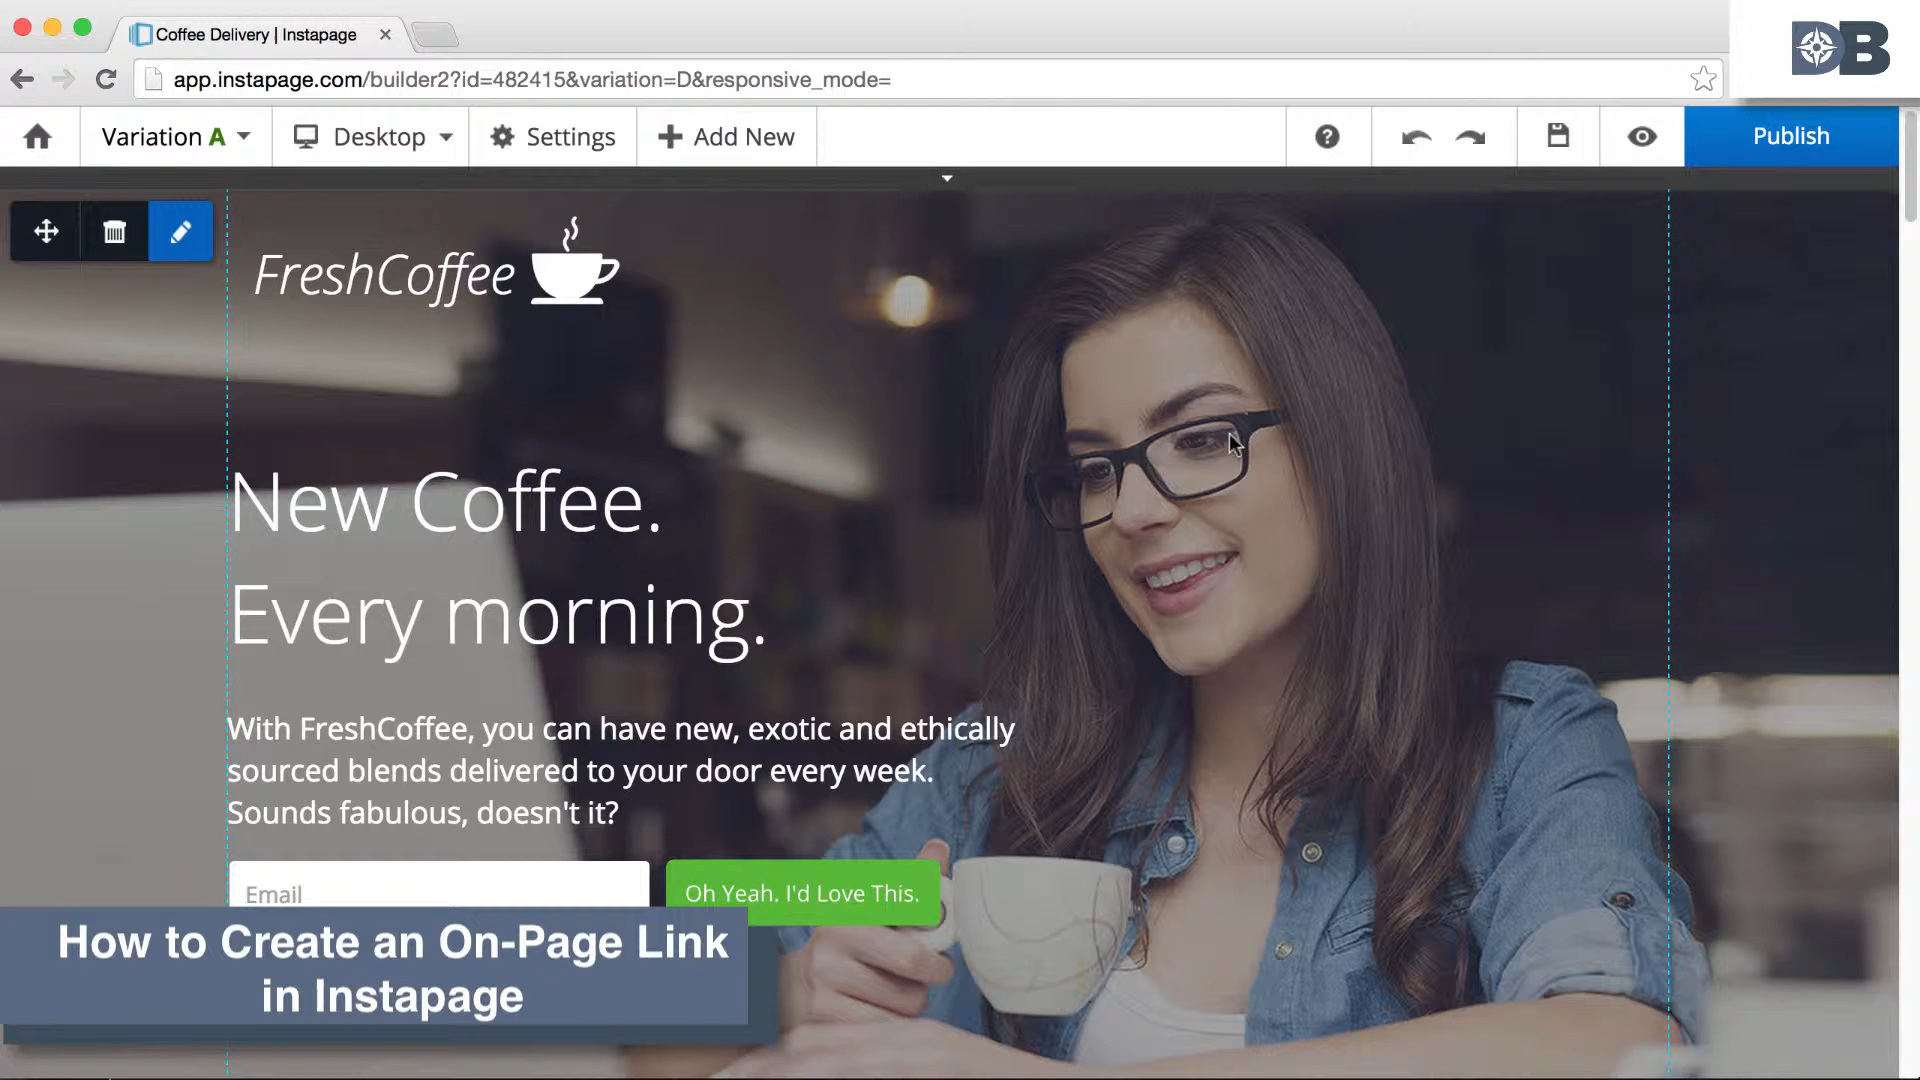 Coffee Delivery | Instapage
app.instapage.com/builder2?id=482415&variation=D&responsive_mode=
DB
Variation A
Desktop
Settings
Add New
Publish
FreshCoffee
New Coffee.
Every morning.
With FreshCoffee, you can have new, exotic and ethically
sourced blends delivered to your door every week.
Sounds fabulous, doesn't it?
Email
Oh Yeah. I'd Love This.
How to Create an On-Page Link
in Instapage